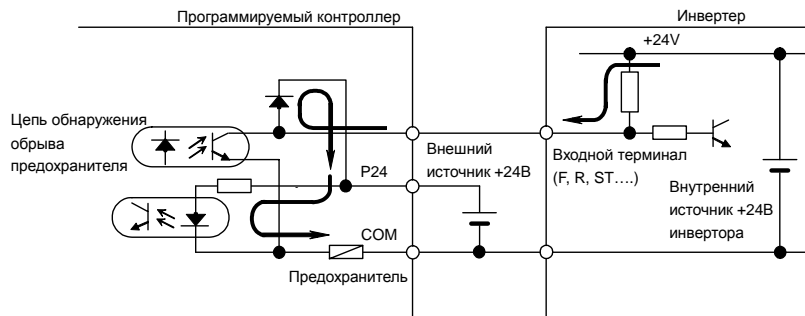 Программируемый контроллер
Инвертер
+24V
Цепь обнаружения
обрыва
предохранителя
P24
Внешний
источник +24В
Входной терминал
(F, R, ST....)
Внутренний
источник +24В
инвертора
COM
Предохранитель